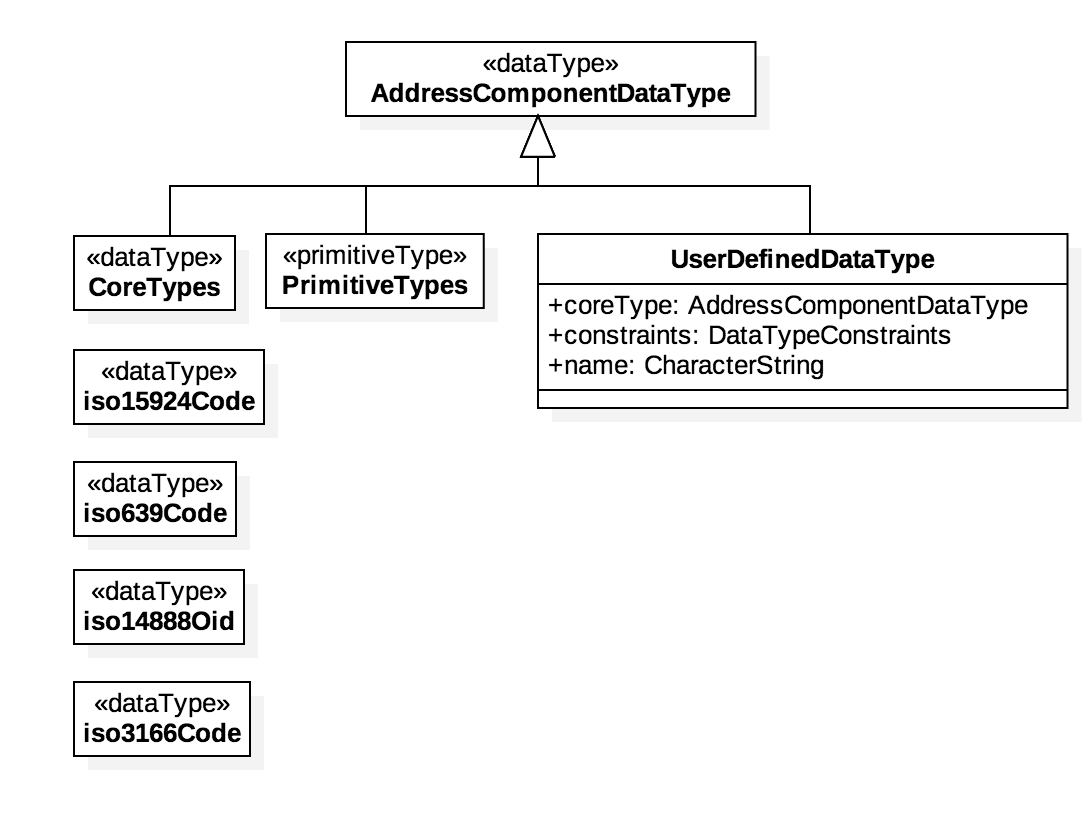 «dataType»
AddressComponentDataType
«dataType»
CoreTypes
«primitiveType»
PrimitiveTypes
UserDefinedDataType
+coreType: AddressComponentDataType
+constraints: DataTypeConstraints
+name: CharacterString
«dataType»
iso15924Code
«dataType»
iso639Code
«dataType»
iso14888Oid
«dataType»
iso3166Code